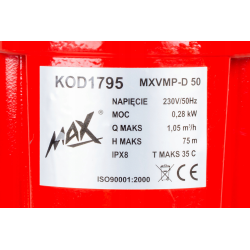 KOD1795 MXVMP-D 50
NAPIĘCIE 230V/50Hz
MOC 0,28 kW
Q MAKS 1,05 m³/h
H MAKS 75 m
IPX8 T MAKS 35 C
MAX
ISO90001:2000